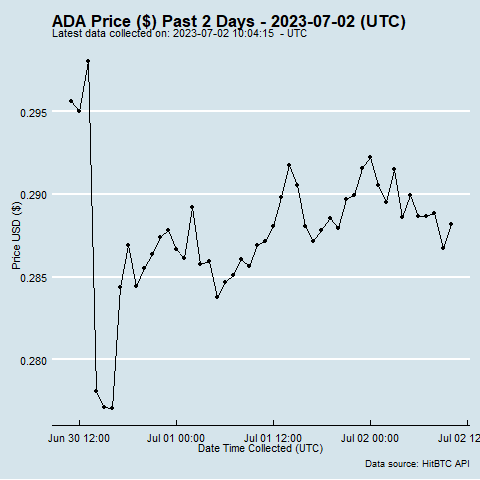 ADA Price ($) Past 2 Days - 2023-07-02 (UTC)
Latest data collected on: 2023-07-02 10:04:15 - UTC
0.295
0.290
0.285
0.280
Price USD ($)
Jun 30 12:00 Jul 01 00:00 Jul 01 12:00 Jul 02 00:00 Jul 02 12
Date Time Collected (UTC)
Data source: HitBTC API